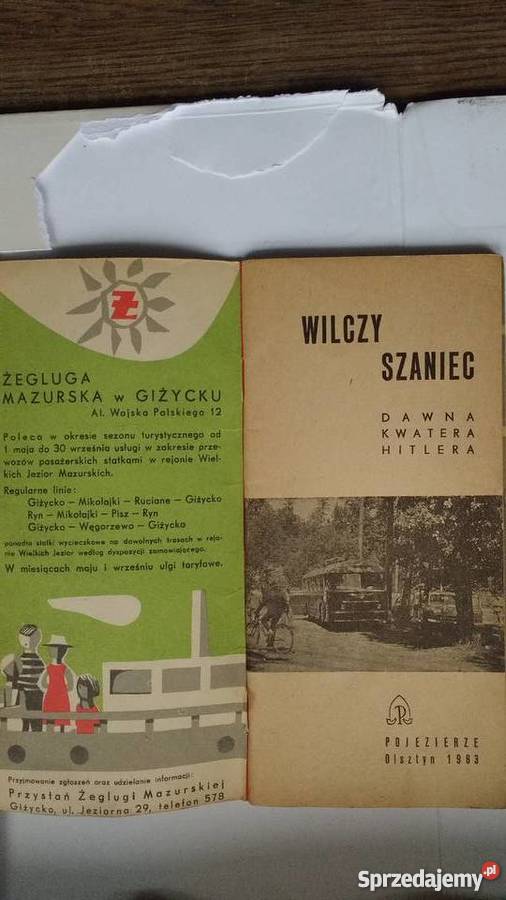 Ż
ŻEGLUGA
MAZURSKA w GIŻYCKU
Al. Wojska Polskiego 12
Poleca w okresie sezonu turystycznego od
1 maja do 30 września usługi w zakresie prze-
wozów pasażerskich statkami w rejonie Wiel-
kich Jezior Mazurskich.
Regularne linie:
Giżycko – Mikołajki – Ruciane – Giżycko
Ryn – Mikołajki – Pisz – Ryn
Giżycko – Węgorzewo – Giżycko
ponadto statki wycieczkowe na dowolnych trasach w rejo-
nie Wielkich Jezior według dyspozycji zamawiającego.
W miesiącach maju i wrześniu ulgi taryfowe.
Przyjmowanie zgłoszeń oraz udzielanie informacji:
Przystań Żeglugi Mazurskiej
Giżycko, ul. Jeziorna 29, telefon 578
WILCZY
SZANIEC
DAWNA
KWATERA
HITLERA
P
POJEZIERZE
Olsztyn 1963
Sprzedajemy.pl